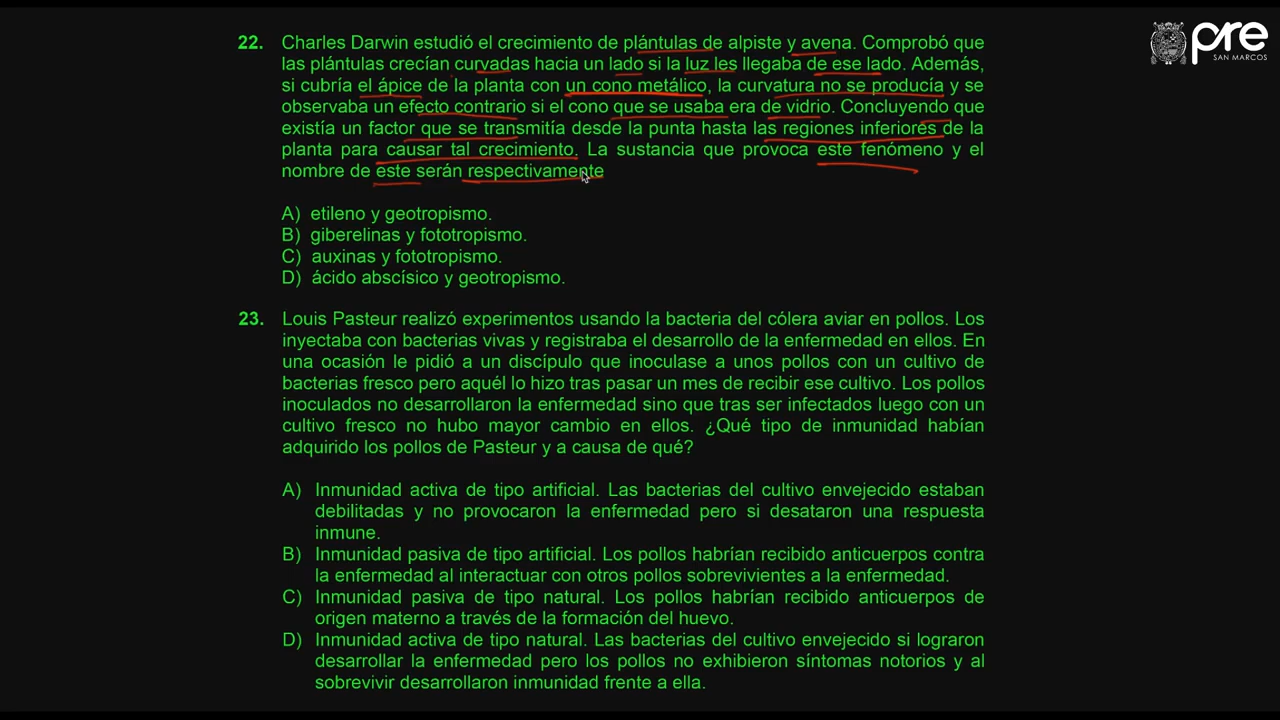 pre
SAN MARCOS
22. Charles Darwin estudió el crecimiento de plántulas de alpiste y avena. Comprobó que
las plántulas crecían curvadas hacia un lado si la luz les llegaba de ese lado. Además,
si cubría el ápice de la planta con un cono metálico, la curvatura no se producía y se
observaba un efecto contrario si el cono que se usaba era de vidrio. Concluyendo que
existía un factor que se transmitía desde la punta hasta las regiones inferiores de la
planta para causar tal crecimiento. La sustancia que provoca este fenómeno y el
nombre de este serán respectivamente
A) etileno y geotropismo.
B) giberelinas y fototropismo.
C) auxinas y fototropismo.
D) ácido abscísico y geotropismo.
23. Louis Pasteur realizó experimentos usando la bacteria del cólera aviar en pollos. Los
inyectaba con bacterias vivas y registraba el desarrollo de la enfermedad en ellos. En
una ocasión le pidió a un discípulo que inoculase a unos pollos con un cultivo de
bacterias fresco pero aquél lo hizo tras pasar un mes de recibir ese cultivo. Los pollos
inoculados no desarrollaron la enfermedad sino que tras ser infectados luego con un
cultivo fresco no hubo mayor cambio en ellos. ¿Qué tipo de inmunidad habían
adquirido los pollos de Pasteur y a causa de qué?
A) Inmunidad activa de tipo artificial. Las bacterias del cultivo envejecido estaban
debilitadas y no provocaron la enfermedad pero si desataron una respuesta
inmune.
B) Inmunidad pasiva de tipo artificial. Los pollos habrían recibido anticuerpos contra
la enfermedad al interactuar con otros pollos sobrevivientes a la enfermedad.
C) Inmunidad pasiva de tipo natural. Los pollos habrían recibido anticuerpos de
origen materno a través de la formación del huevo.
D) Inmunidad activa de tipo natural. Las bacterias del cultivo envejecido si lograron
desarrollar la enfermedad pero los pollos no exhibieron síntomas notorios y al
sobrevivir desarrollaron inmunidad frente a ella.